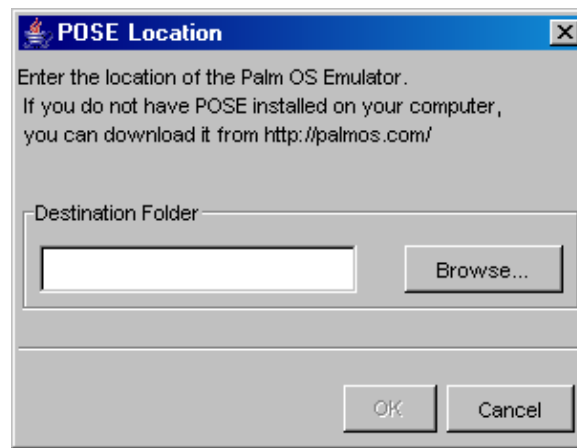 POSE Location
Enter the location of the Palm OS Emulator.
If you do not have POSE installed on your computer,
you can download it from http://palmos.com/
Destination Folder
Browse...
OK
Cancel